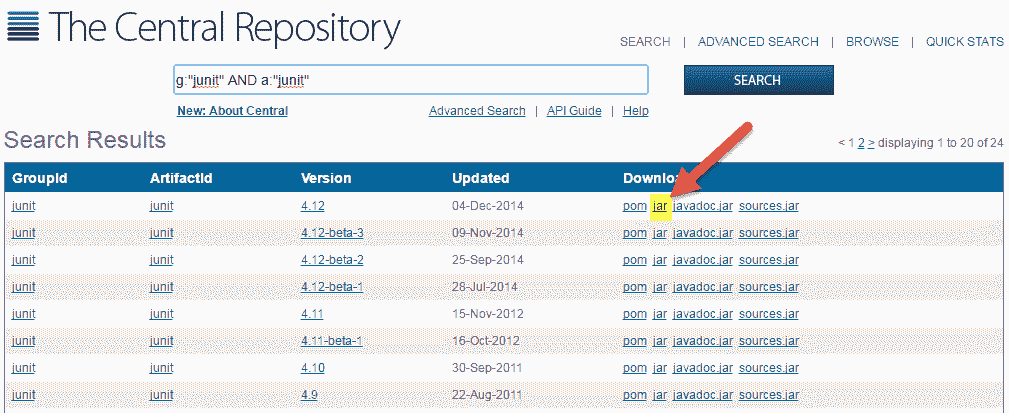 The Central Repository
SEARCH | ADVANCED SEARCH | BROWSE | QUICK STATS
g:"junit" AND a:"junit" SEARCH
New: About Central Advanced Search | API Guide | Help
Search Results < 1 2 > displaying 1 to 20 of 24
GroupId ArtifactId Version Updated
junit junit 4.12 04-Dec-2014 pom jar javadoc.jar sources.jar
junit junit 4.12-beta-3 09-Nov-2014 pom jar javadoc.jar sources.jar
junit junit 4.12-beta-2 25-Sep-2014 pom jar javadoc.jar sources.jar
junit junit 4.12-beta-1 28-Jul-2014 pom jar javadoc.jar sources.jar
junit junit 4.11 15-Nov-2012 pom jar javadoc.jar sources.jar
junit junit 4.11-beta-1 16-Oct-2012 pom jar javadoc.jar sources.jar
junit junit 4.10 30-Sep-2011 pom jar javadoc.jar sources.jar
junit junit 4.9 22-Aug-2011 pom jar javadoc.jar sources.jar